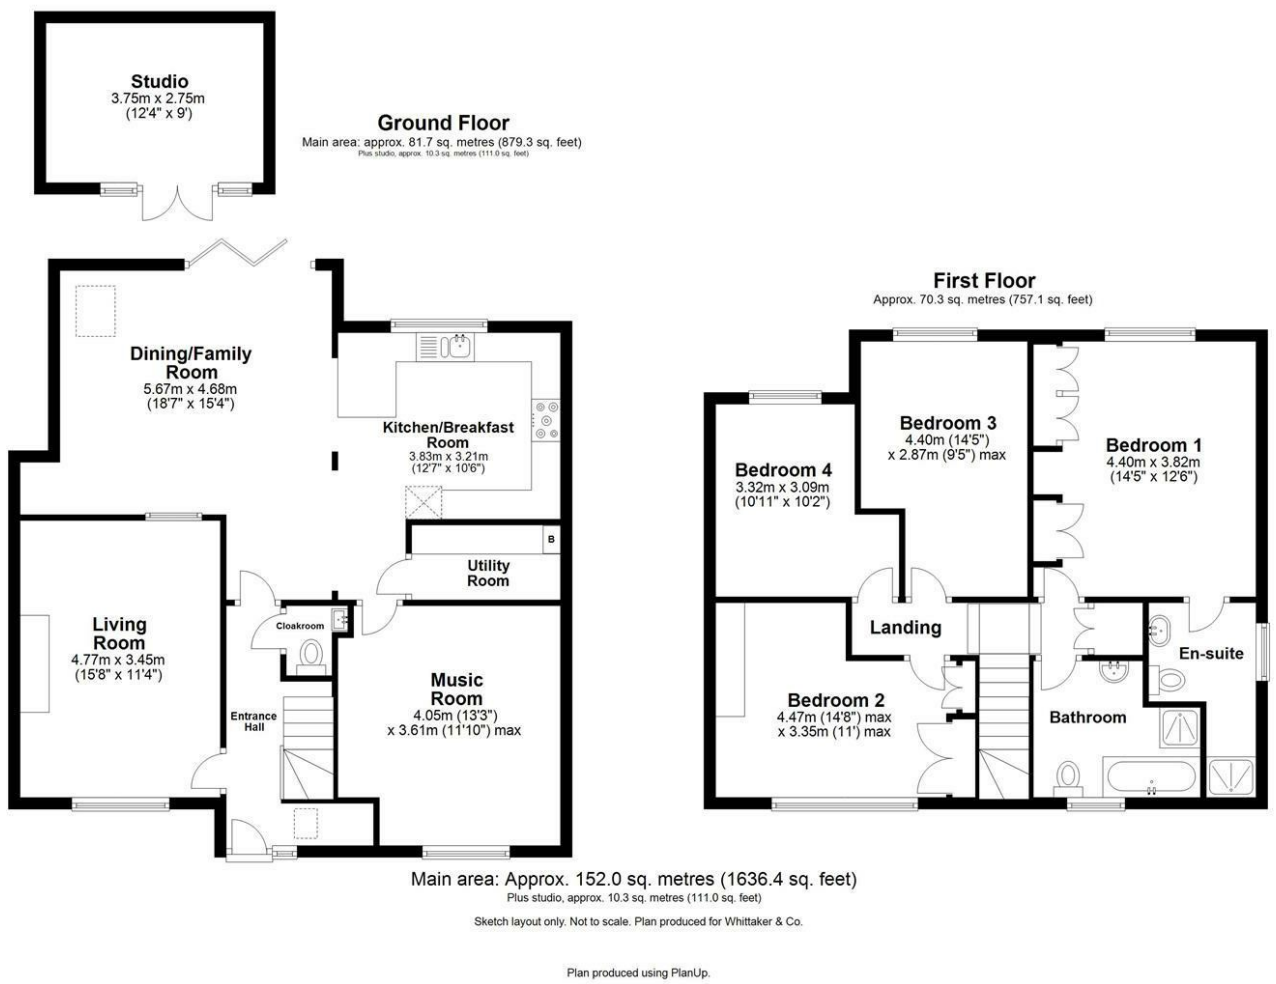 Studio
3.75m x 2.75m
(12'4" x 9')
Ground Floor
Main area: approx. 81.7 sq. metres (879.3 sq. feet)
Plus studio, approx. 10.3 sq. metres (111.0 sq. feet)
Dining/Family
Room
5.67m x 4.68m
(18'7" x 15'4")
Kitchen/Breakfast
Room
3.83m x 3.21m
(12'7" x 10'6")
B
Utility
Room
Living
Room
4.77m x 3.45m
(15'8" x 11'4")
Cloakroom
Entrance
Hall
Music
Room
4.05m (13'3")
x 3.61m (11'10") max
First Floor
Approx. 70.3 sq. metres (757.1 sq. feet)
Bedroom 3
4.40m (14'5")
x 2.87m (9'5") max
Bedroom 1
4.40m x 3.82m
(14'5" x 12'6")
Bedroom 4
3.32m x 3.09m
(10'11" x 10'2")
Landing
En-suite
Bedroom 2
4.47m (14'8") max
x 3.35m (11') max
Bathroom
Main area: Approx. 152.0 sq. metres (1636.4 sq. feet)
Plus studio, approx. 10.3 sq. metres (111.0 sq. feet)
Sketch layout only. Not to scale. Plan produced for Whittaker & Co.
Plan produced using PlanUp.